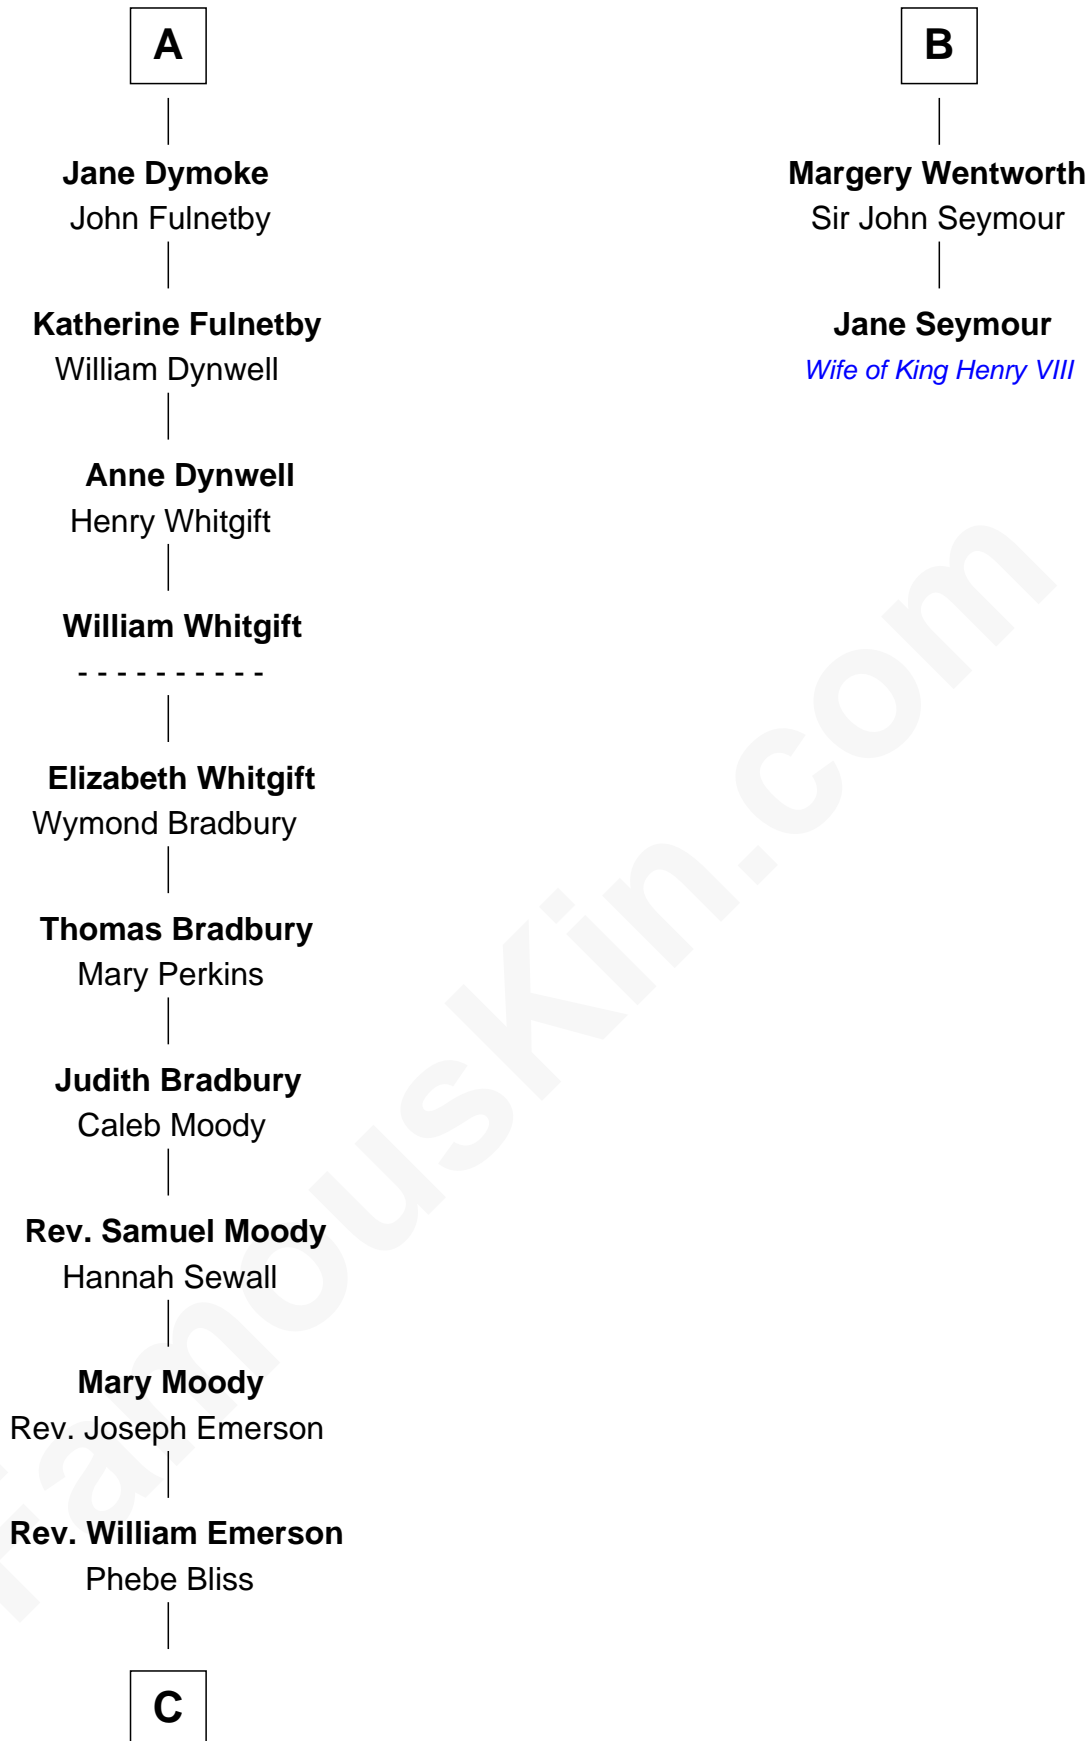 A
Jane Dymoke
John Fulnetby
Katherine Fulnetby
William Dynwell
Anne Dynwell
Henry Whitgift
William Whitgift
- - - - - - - - - -
Elizabeth Whitgift
Wymond Bradbury
Thomas Bradbury
Mary Perkins
Judith Bradbury
Caleb Moody
Rev. Samuel Moody
Hannah Sewall
Mary Moody
Rev. Joseph Emerson
Rev. William Emerson
Phebe Bliss
C
B
Margery Wentworth
Sir John Seymour
Jane Seymour
Wife of King Henry VIII
FamousKin.com